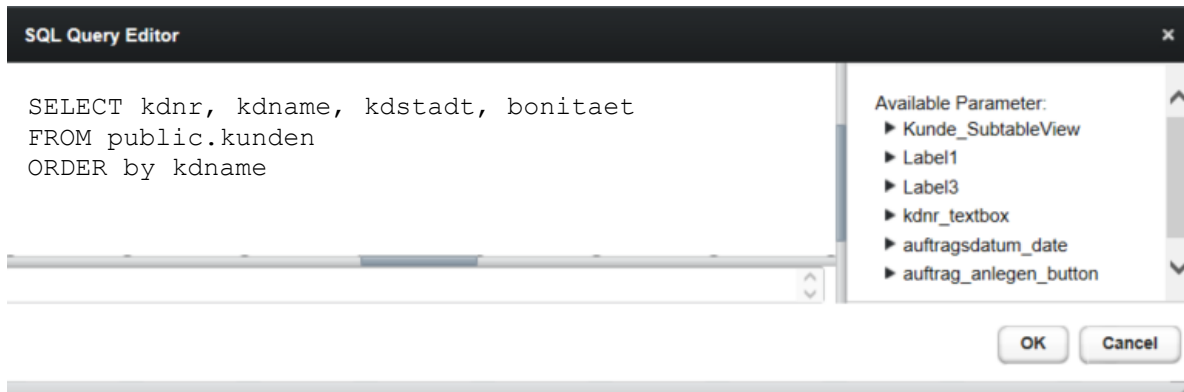 SQL Query Editor
×
SELECT kdnr, kdname, kdstadt, bonitaet
FROM public.kunden
ORDER by kdname
Available Parameter:
Kunde_SubtableView
Label1
Label3
kdnr_textbox
auftragsdatum_date
auftrag_anlegen_button
OK
Cancel